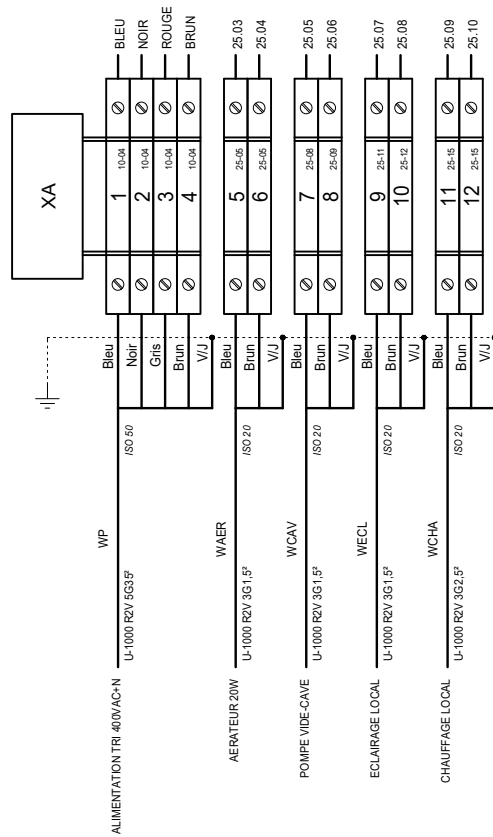 XA
1 10-04 BLEU
2 10-04 NOIR
3 10-04 ROUGE
4 10-04 BRUN
5 25-05 25.03
6 25-05 25.04
7 25-08 25.05
8 25-09 25.06
9 25-11 25.07
10 25-12 25.08
11 25-15 25.09
12 25-15 25.10
Bleu
Noir
Gris
Brun
V/J
Bleu
Brun
V/J
Bleu
Brun
V/J
Bleu
Brun
V/J
Bleu
Brun
V/J
ALIMENTATION TRI 400VAC+N
U-1000 R2V 5G35²
WP
ISO 50
AERATEUR 20W
U-1000 R2V 3G1,5²
WAER
ISO 20
POMPE VIDE-CAVE
U-1000 R2V 3G1,5²
WCAV
ISO 20
ECLAIRAGE LOCAL
U-1000 R2V 3G1,5²
WECL
ISO 20
CHAUFFAGE LOCAL
U-1000 R2V 3G2,5²
WCHA
ISO 20